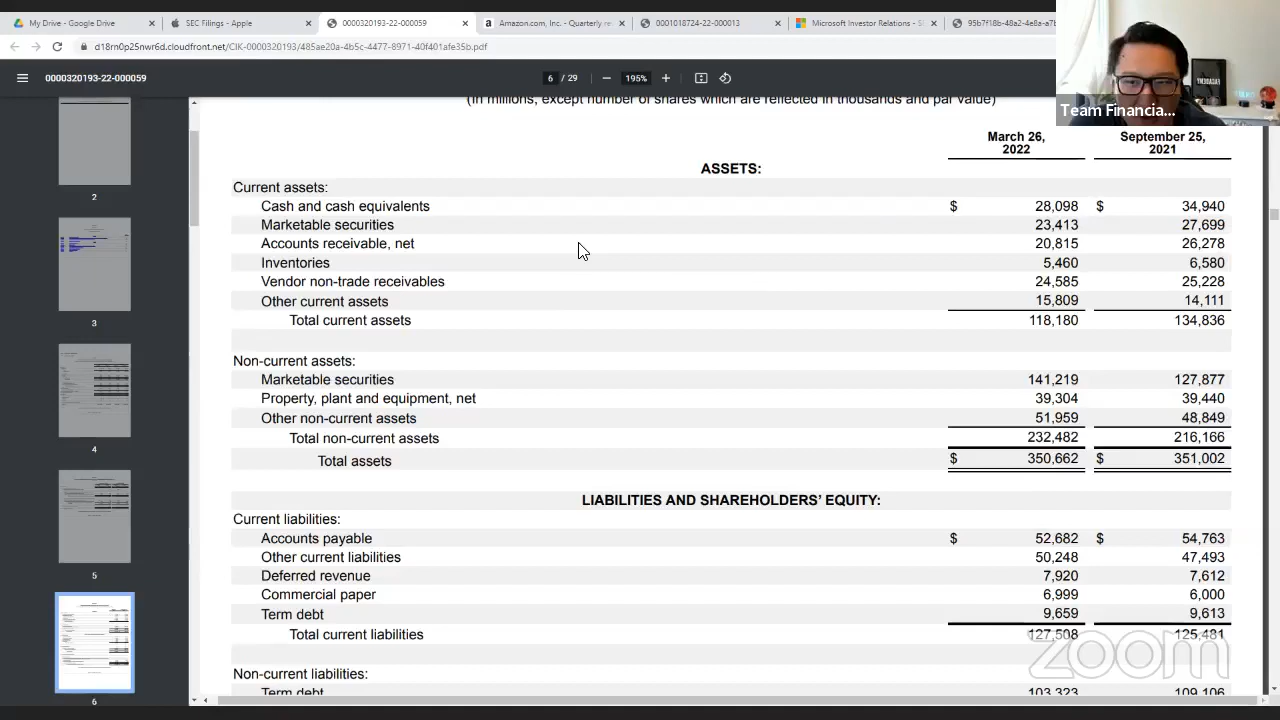 My Drive - Google Drive
SEC Filings - Apple
0000320193-22-000059
Amazon.com, Inc. - Quarterly re
0001018724-22-000013
Microsoft Investor Relations - S
95b7f18b-48a2-4e8a-a7b
d18rn0p25nwr6d.cloudfront.net/CIK-0000320193/485ae20a-4b5c-4477-8971-40f401afe35b.pdf
0000320193-22-000059
6 / 29
195%
FACADEMY
Team Financia...
(In millions, except number of shares which are reflected in thousands and par value)
March 26, 2022 September 25, 2021
ASSETS:
Current assets:
Cash and cash equivalents $ 28,098 $ 34,940
Marketable securities 23,413 27,699
Accounts receivable, net 20,815 26,278
Inventories 5,460 6,580
Vendor non-trade receivables 24,585 25,228
Other current assets 15,809 14,111
Total current assets 118,180 134,836
Non-current assets:
Marketable securities 141,219 127,877
Property, plant and equipment, net 39,304 39,440
Other non-current assets 51,959 48,849
Total non-current assets 232,482 216,166
Total assets $ 350,662 $ 351,002
LIABILITIES AND SHAREHOLDERS’ EQUITY:
Current liabilities:
Accounts payable $ 52,682 $ 54,763
Other current liabilities 50,248 47,493
Deferred revenue 7,920 7,612
Commercial paper 6,999 6,000
Term debt 9,659 9,613
Total current liabilities 127,508 125,481
Non-current liabilities:
Term debt 103,323 109,106
zoom
2
3
4
5
6